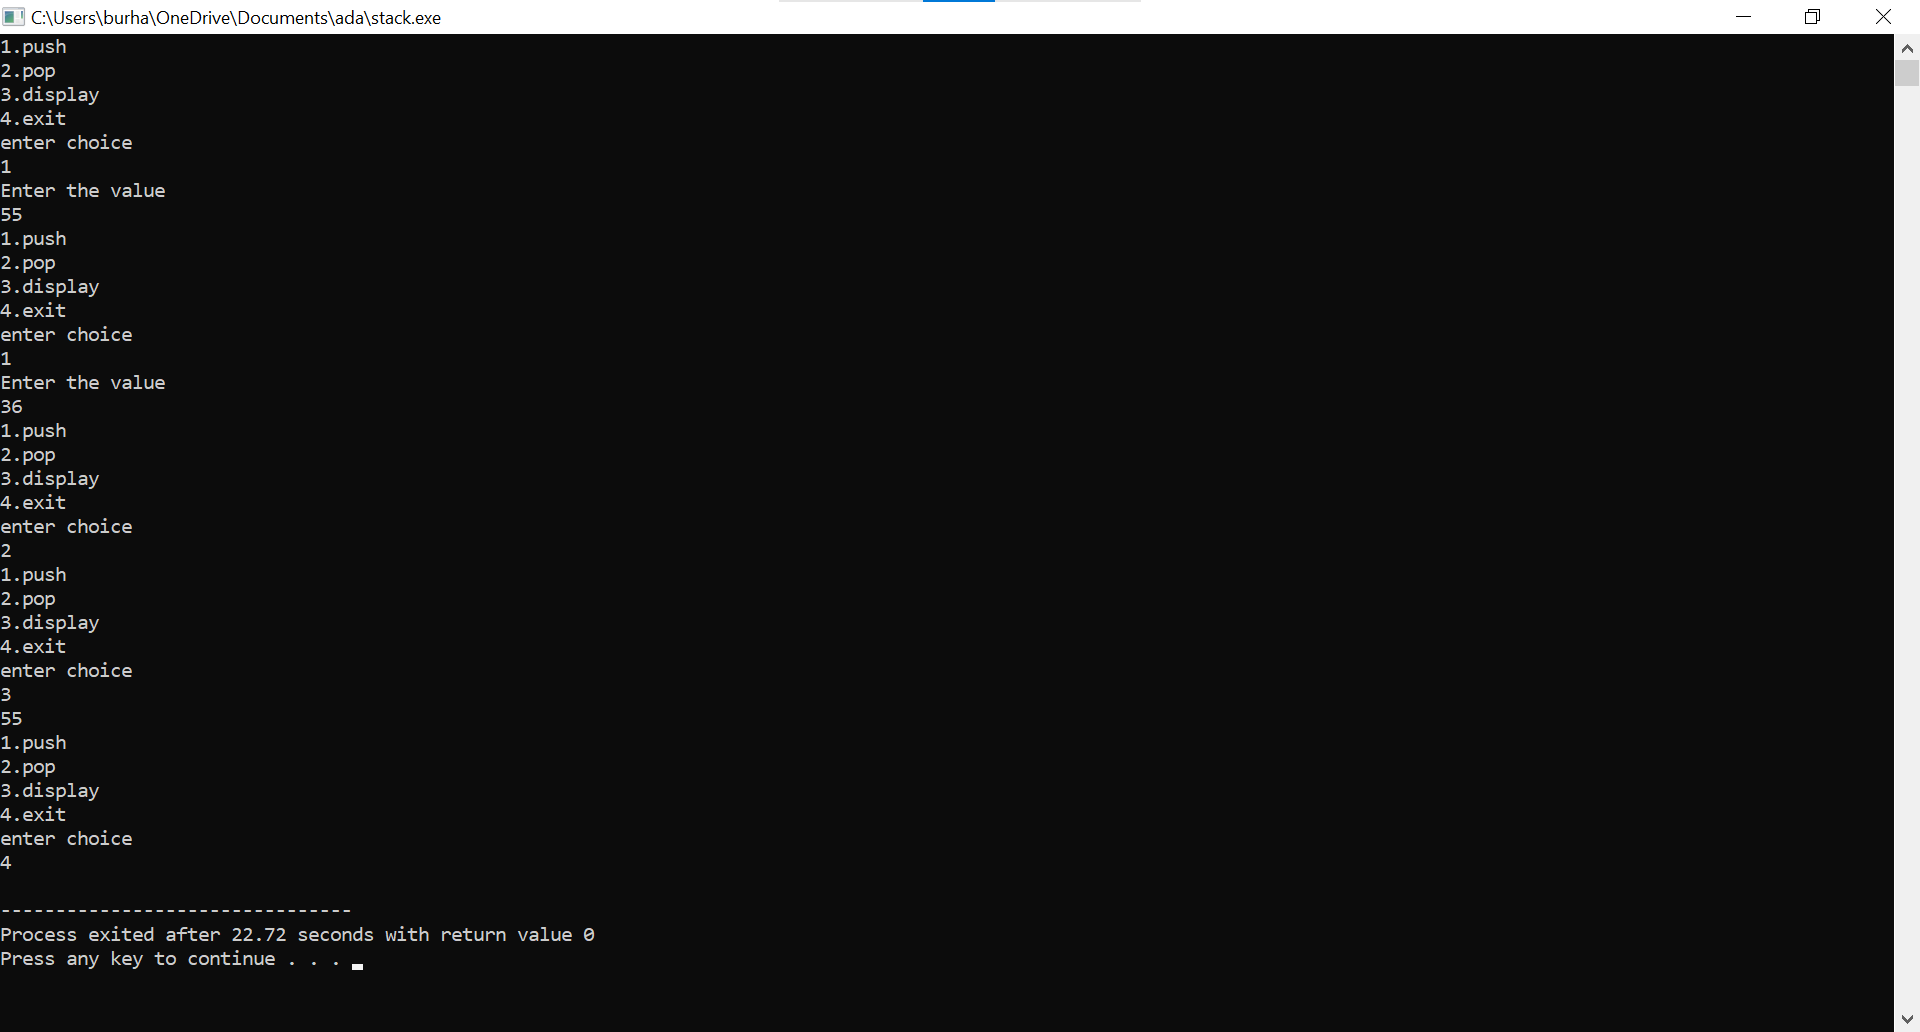 C:\Users\burha\OneDrive\Documents\ada\stack.exe
1.push
2.pop
3.display
4.exit
enter choice
1
Enter the value
55
1.push
2.pop
3.display
4.exit
enter choice
1
Enter the value
36
1.push
2.pop
3.display
4.exit
enter choice
2
1.push
2.pop
3.display
4.exit
enter choice
3
55
1.push
2.pop
3.display
4.exit
enter choice
4
--------------------------------
Process exited after 22.72 seconds with return value 0
Press any key to continue . . .